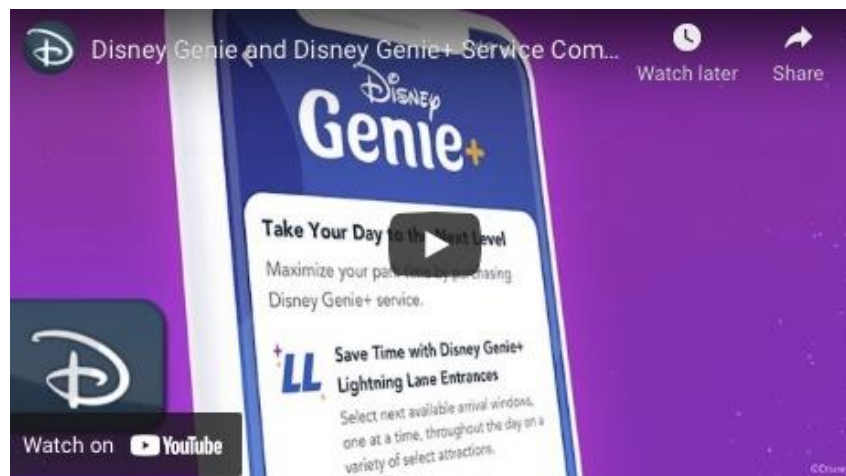 Disney Genie and Disney Genie+ Service Com...
Watch later
Share
Disney
Genie+
Take Your Day to the Next Level
Maximize your park time by purchasing
Disney Genie+ service.
LL
Save Time with Disney Genie+
Lightning Lane Entrances
Select next available arrival windows,
one at a time, throughout the day on a
variety of select attractions.
Watch on YouTube
©Disney